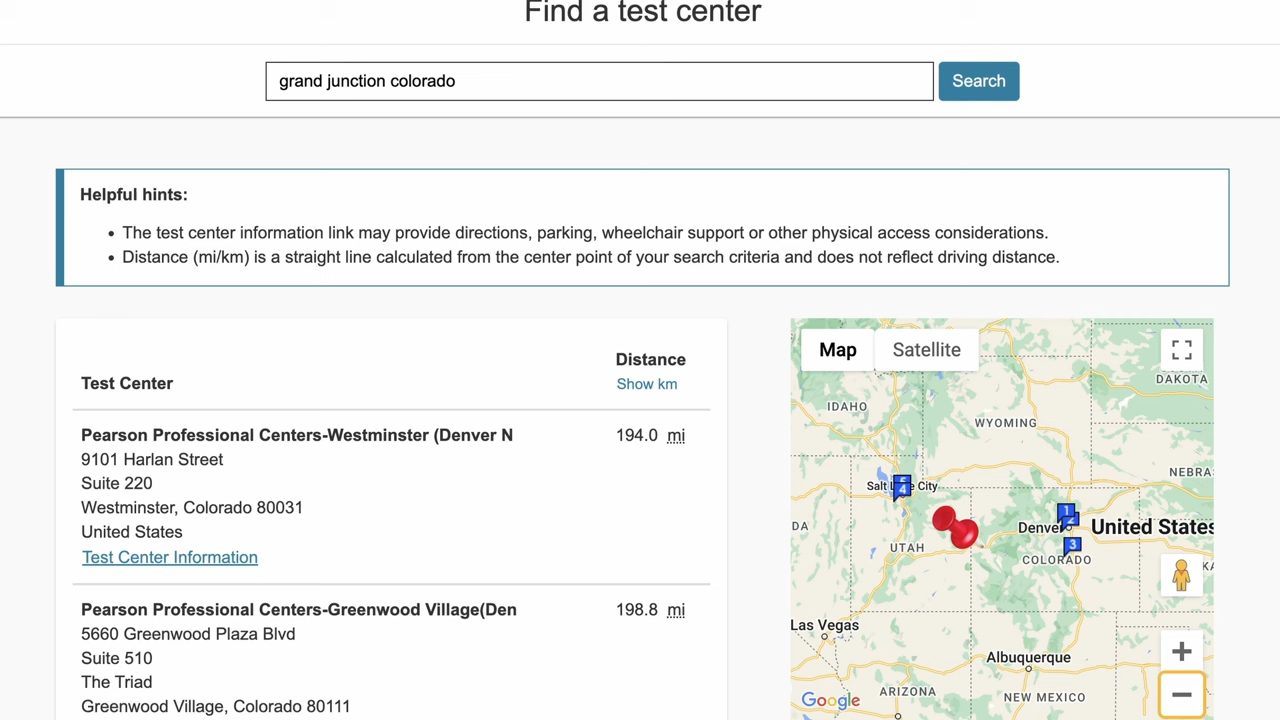 Find a test center
grand junction colorado
Search
Helpful hints:
The test center information link may provide directions, parking, wheelchair support or other physical access considerations.
Distance (mi/km) is a straight line calculated from the center point of your search criteria and does not reflect driving distance.
Test Center
Distance
Show km
Pearson Professional Centers-Westminster (Denver N
194.0 mi
9101 Harlan Street
Suite 220
Westminster, Colorado 80031
United States
Test Center Information
Pearson Professional Centers-Greenwood Village(Den
198.8 mi
5660 Greenwood Plaza Blvd
Suite 510
The Triad
Greenwood Village, Colorado 80111
Map
Satellite
DAKOTA
IDAHO
WYOMING
NEBRA
Salt L e City
4
1
2
DA
Denver
United States
UTAH
3
COLORADO
KA
Las Vegas
Albuquerque
ARIZONA
NEW MEXICO
Google